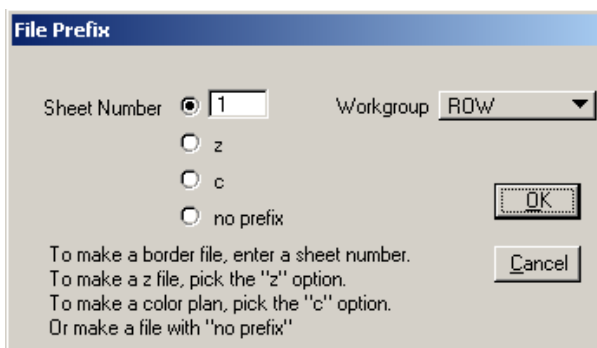 File Prefix
Sheet Number 1 Workgroup ROW
z
c
no prefix
OK
To make a border file, enter a sheet number.
To make a z file, pick the "z" option.
Cancel
To make a color plan, pick the "c" option.
Or make a file with "no prefix"